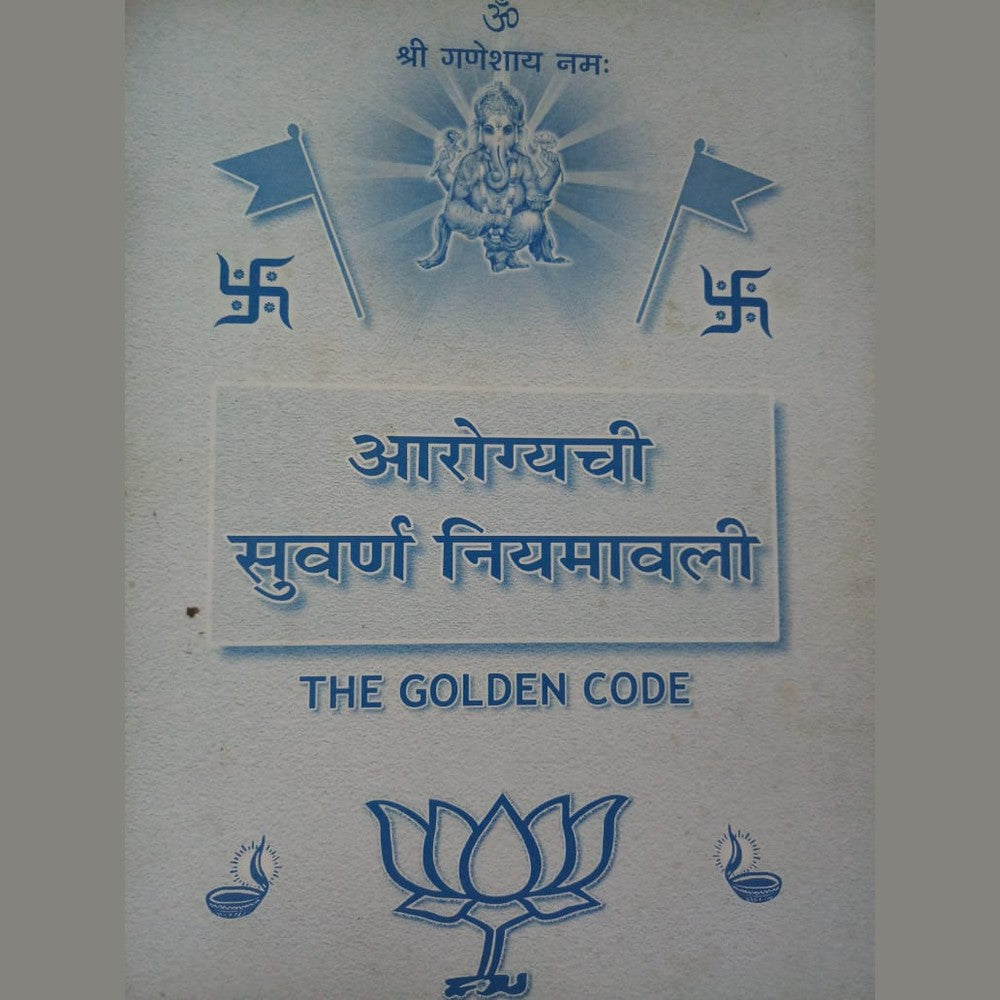 ॐ
श्री गणेशाय नमः
आरोग्यची
सुवर्ण नियमावली
THE GOLDEN CODE